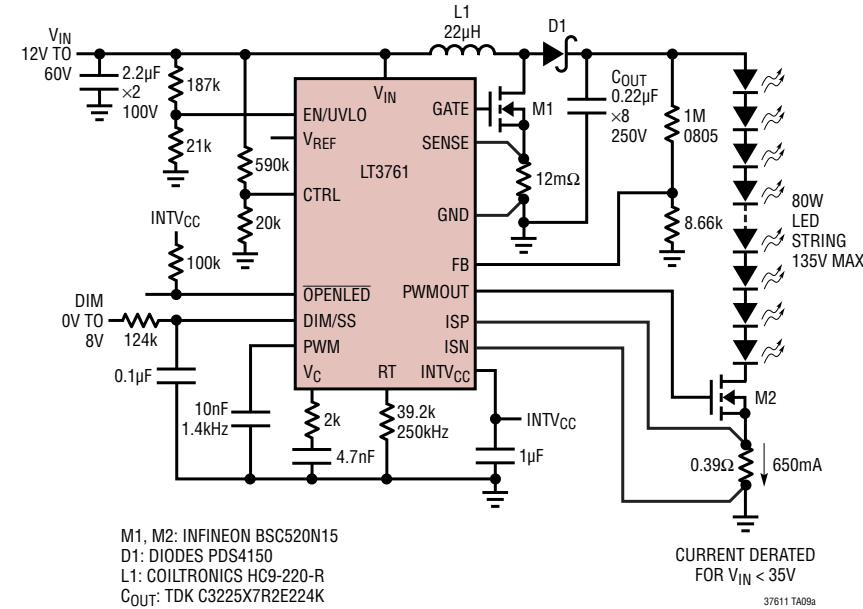 L1
22µH
D1
VIN
12V TO
60V
2.2µF
×2
100V
187k
21k
590k
20k
INTVCC
100k
DIM
0V TO
8V
124k
0.1µF
10nF
1.4kHz
2k
4.7nF
39.2k
250kHz
VIN
EN/UVLO
VREF
LT3761
CTRL
OPENLED
DIM/SS
PWM
VC
RT
INTVCC
GATE
SENSE
GND
FB
PWMOUT
ISP
ISN
M1
12mΩ
COUT
0.22µF
×8
250V
1M
0805
8.66k
80W
LED
STRING
135V MAX
M2
INTVCC
1µF
0.39Ω
650mA
M1, M2: INFINEON BSC520N15
D1: DIODES PDS4150
L1: COILTRONICS HC9-220-R
COUT: TDK C3225X7R2E224K
CURRENT DERATED
FOR VIN < 35V
37611 TA09a